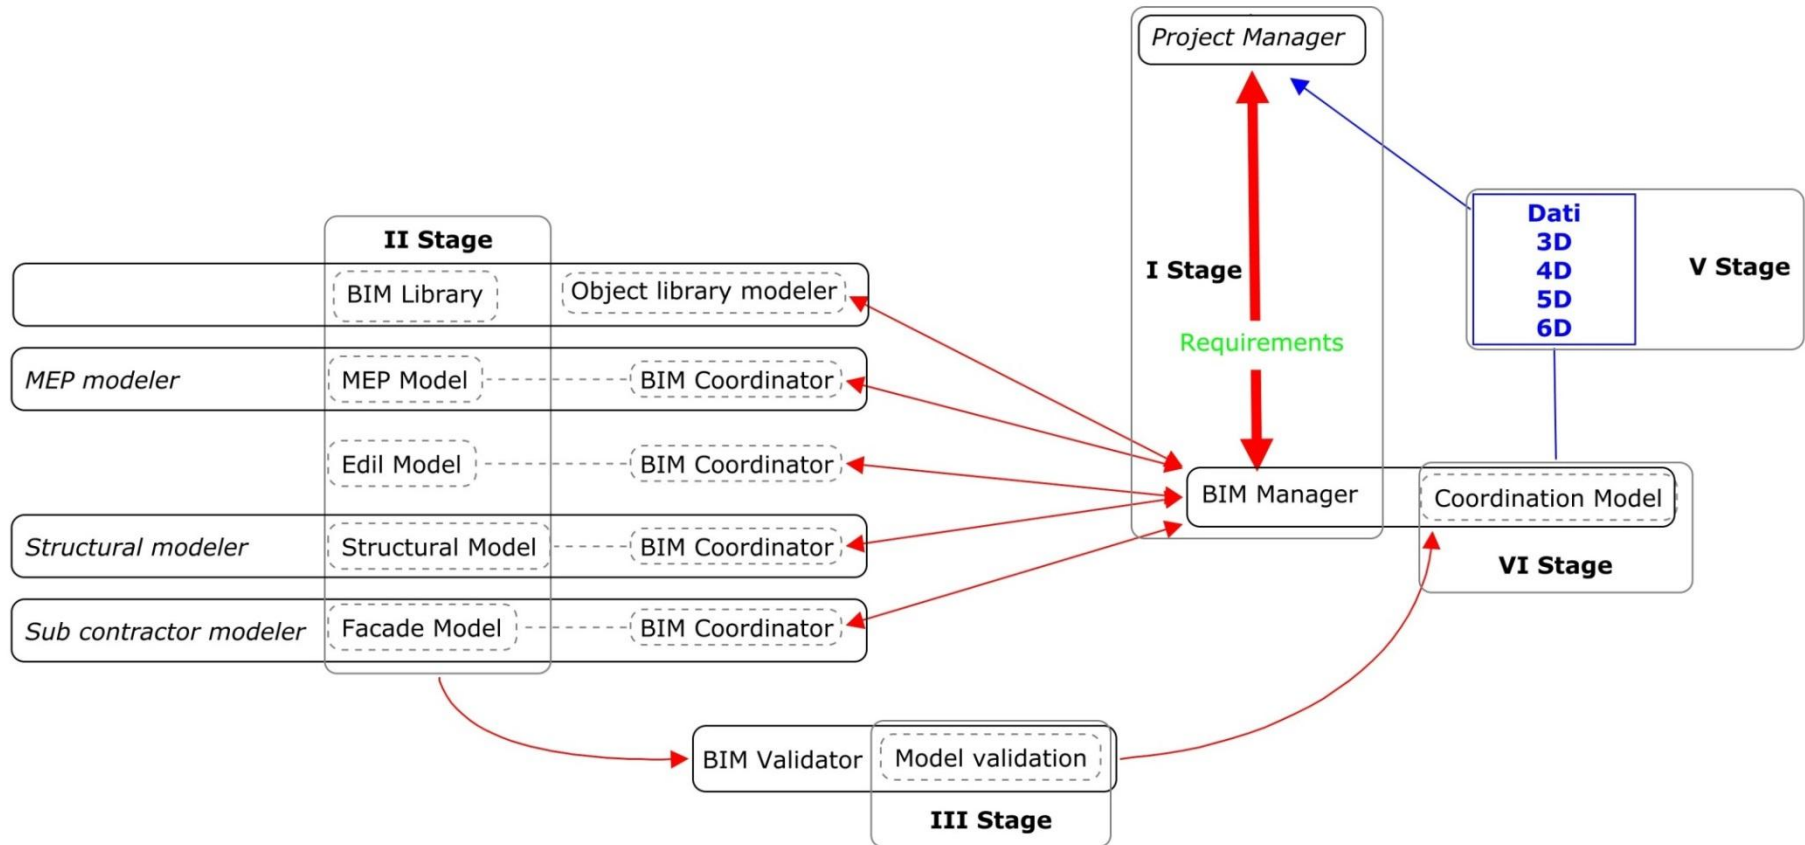 Project Manager
Dati
3D
4D
5D
6D
V Stage
I Stage
Requirements
II Stage
BIM Library
Object library modeler
MEP modeler
MEP Model
BIM Coordinator
Edil Model
BIM Coordinator
BIM Manager
Coordination Model
VI Stage
Structural modeler
Structural Model
BIM Coordinator
Sub contractor modeler
Facade Model
BIM Coordinator
BIM Validator
Model validation
III Stage